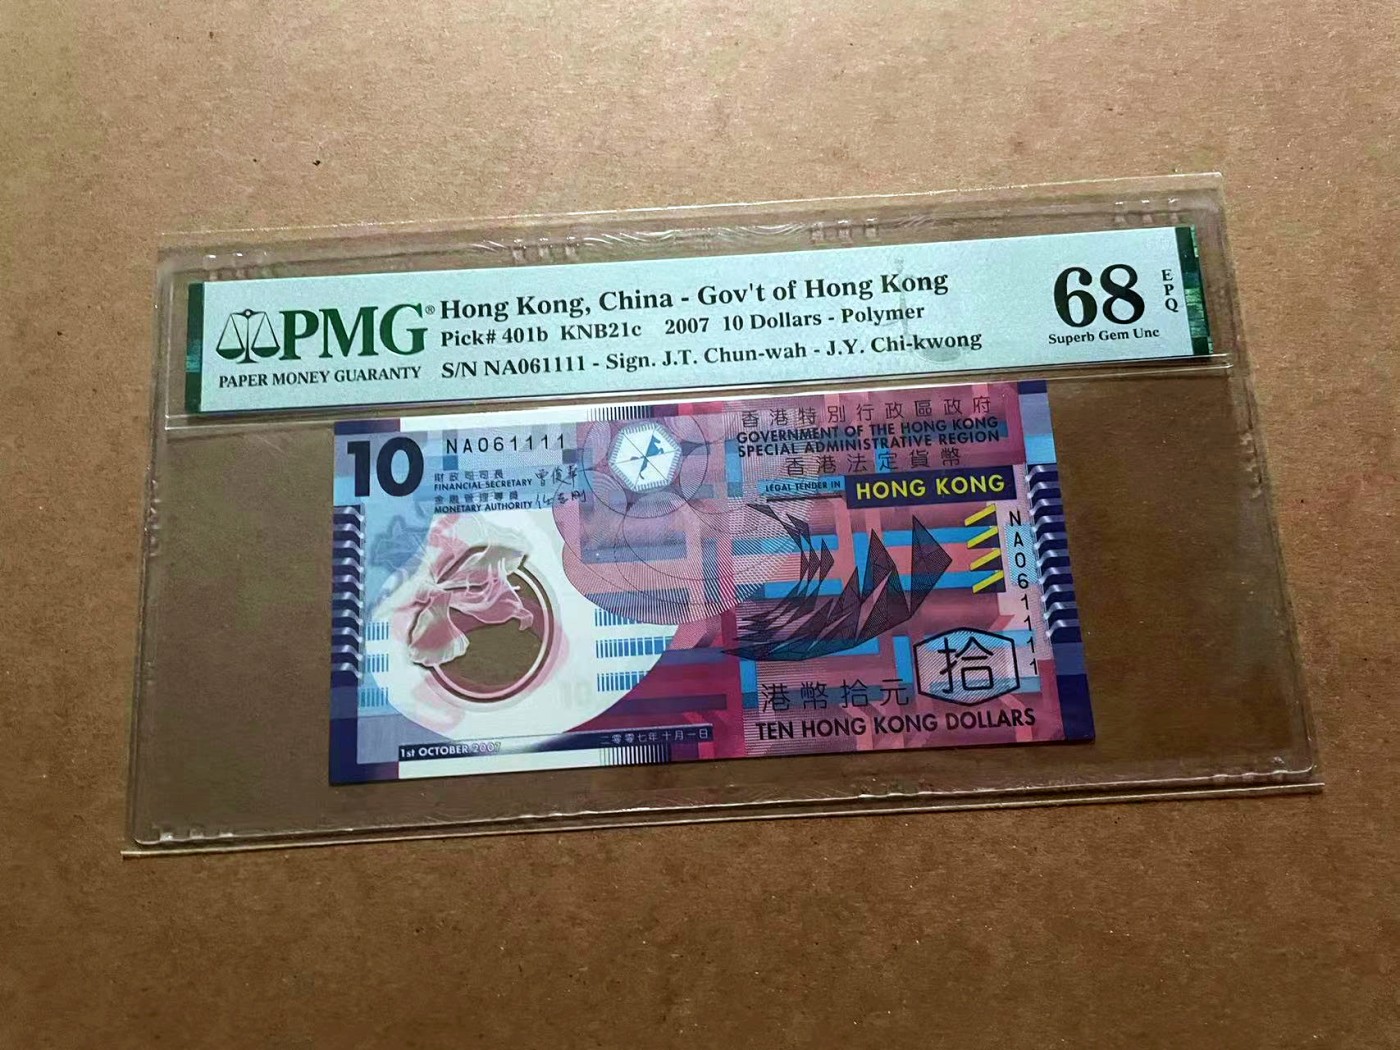 PMG®
PAPER MONEY GUARANTY
Hong Kong, China - Gov't of Hong Kong
Pick# 401b KNB21c 2007 10 Dollars - Polymer
S/N NA061111 - Sign. J.T. Chun-wah - J.Y. Chi-kwong
68
EPQ
Superb Gem Unc
10
NA061111
財政司司長
FINANCIAL SECRETARY
金融管理專員
MONETARY AUTHORITY
香港特別行政區政府
GOVERNMENT OF THE HONG KONG
SPECIAL ADMINISTRATIVE REGION
香港法定貨幣
LEGAL TENDER IN HONG KONG
NA061111
拾
港幣拾元
TEN HONG KONG DOLLARS
1st OCTOBER 2007
二零零七年十月一日
10